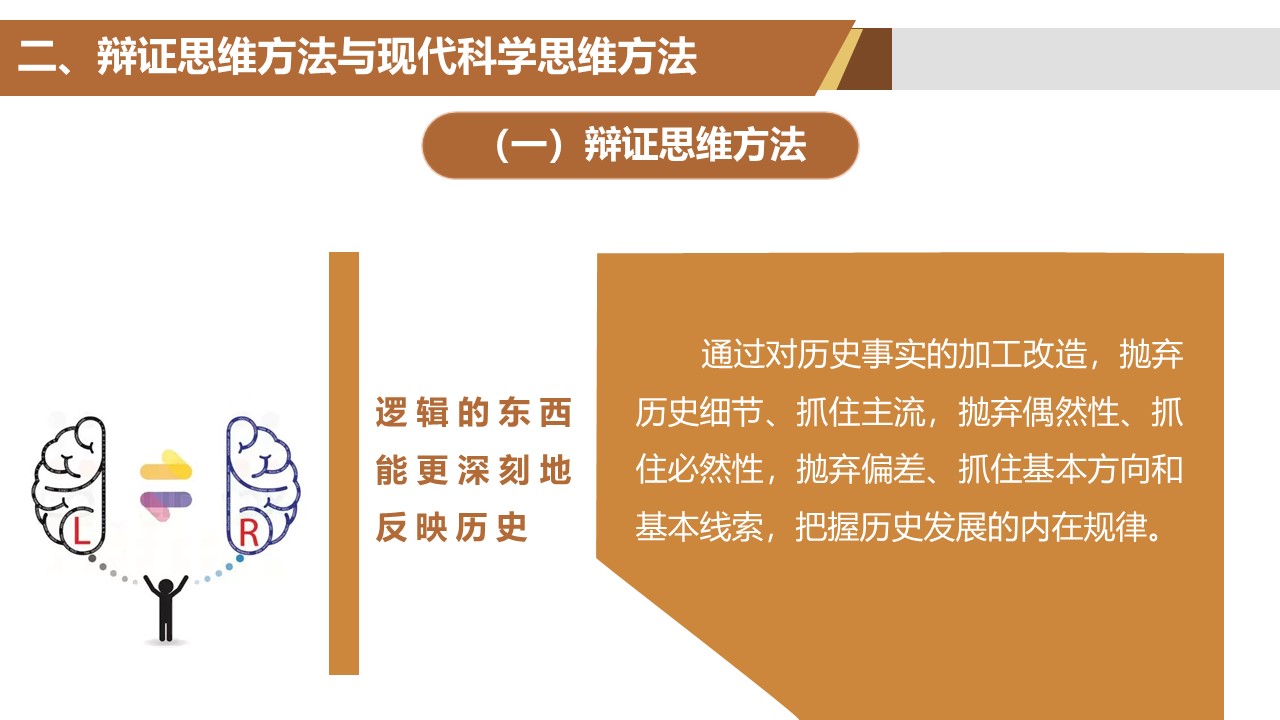 二、辩证思维方法与现代科学思维方法
（一）辩证思维方法
L
R
逻辑的东西
能更深刻地
反映历史
通过对历史事实的加工改造，抛弃
历史细节、抓住主流，抛弃偶然性、抓
住必然性，抛弃偏差、抓住基本方向和
基本线索，把握历史发展的内在规律。